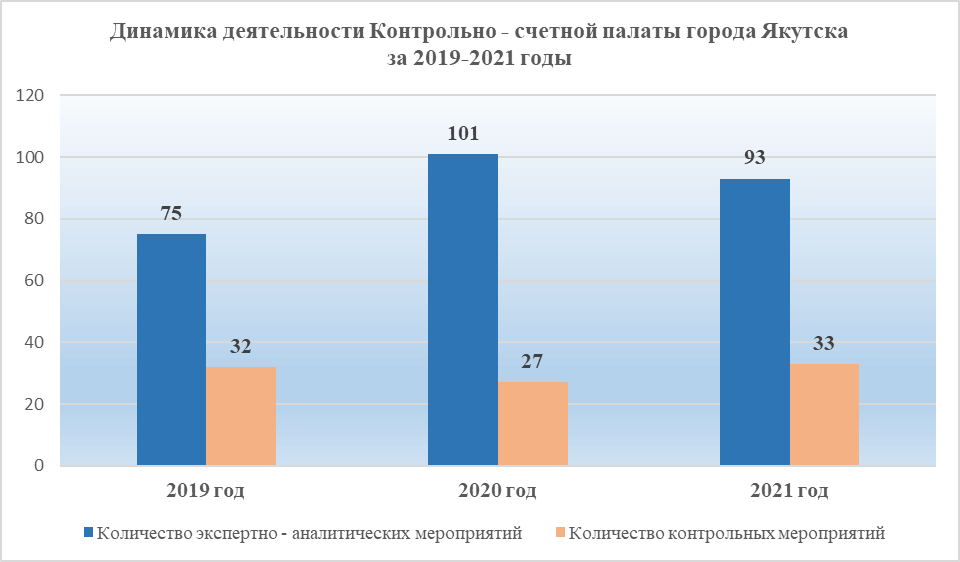 Динамика деятельности Контрольно - счетной палаты города Якутска
за 2019-2021 годы
120
100
80
60
40
20
0
75
32
101
27
93
33
2019 год
2020 год
2021 год
Количество экспертно - аналитических мероприятий
Количество контрольных мероприятий